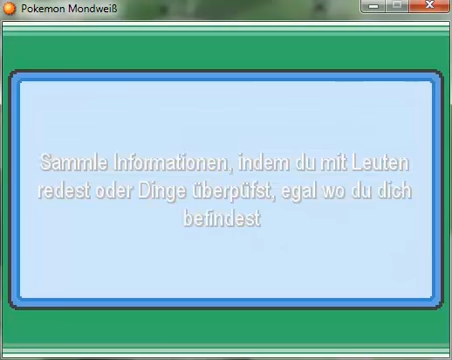 Pokemon Mondweiß
Sammle Informationen, indem du mit Leuten
redest oder Dinge überpüfst, egal wo du dich
befindest